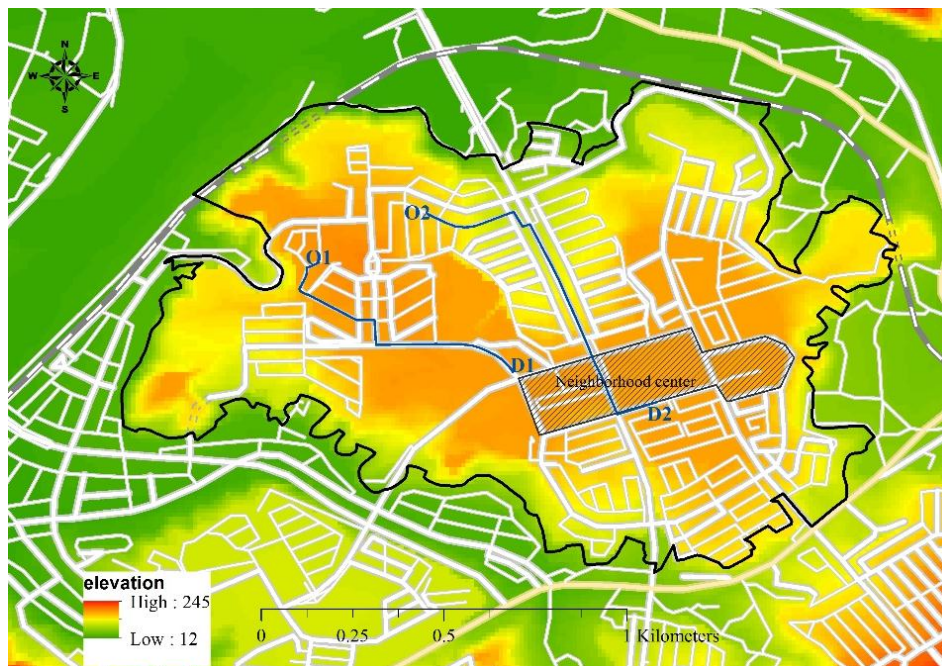 N
W E
S
O2
O1
D1
Neighborhood center
D2
elevation
High : 245
Low : 12
0 0.25 0.5 1 Kilometers